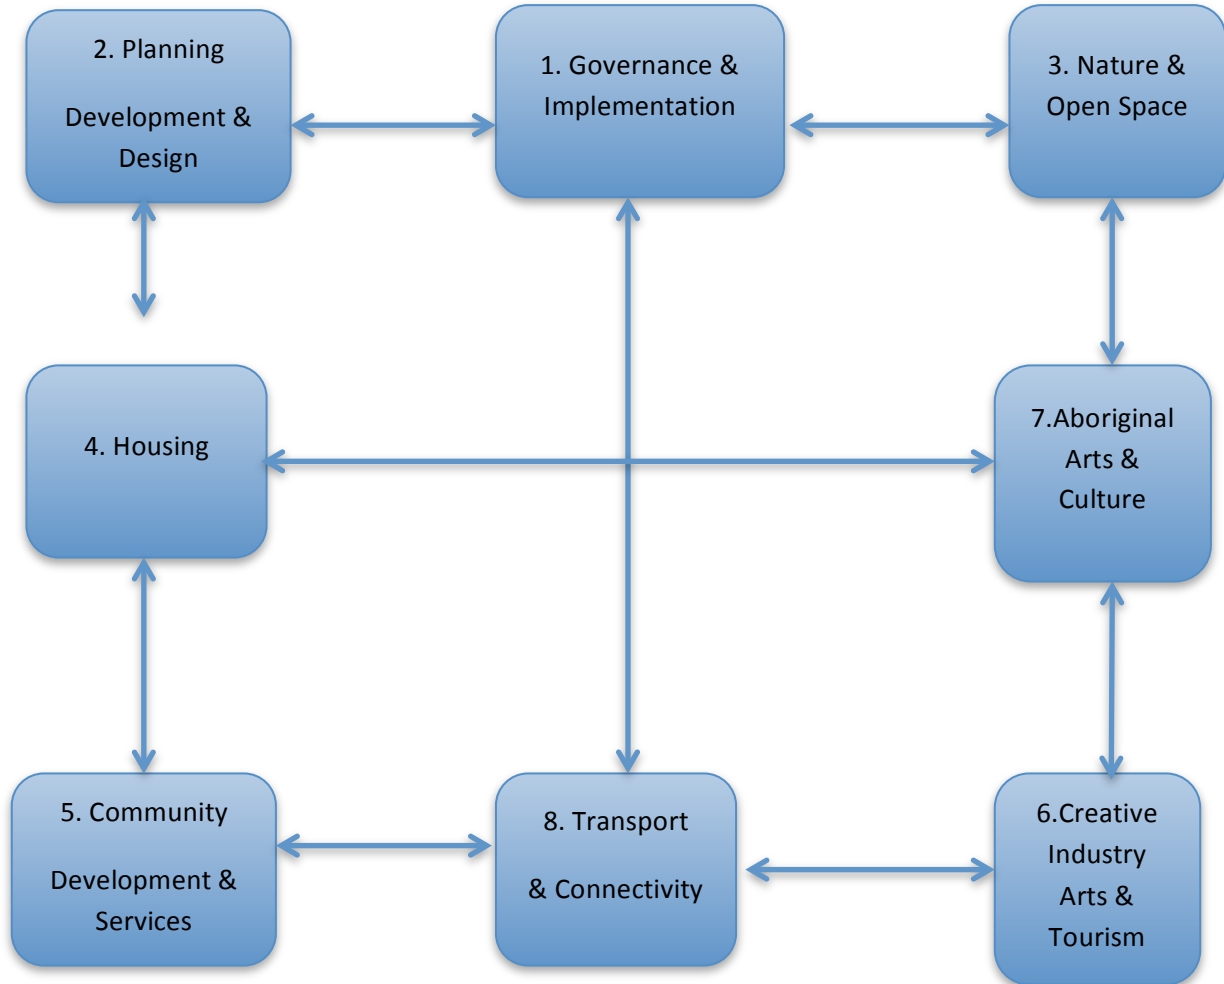 2. Planning
Development &
Design
1. Governance &
Implementation
3. Nature &
Open Space
4. Housing
7.Aboriginal
Arts &
Culture
5. Community
Development &
Services
8. Transport
& Connectivity
6.Creative
Industry
Arts &
Tourism